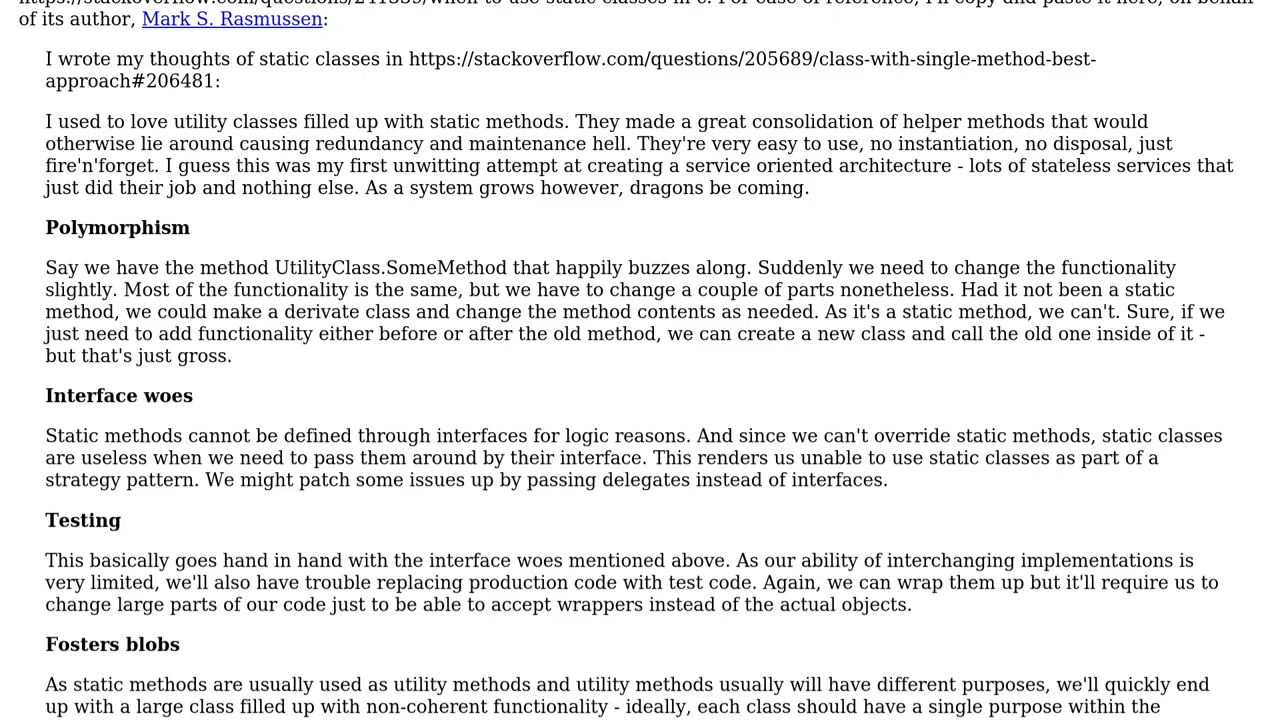 of its author, Mark S. Rasmussen:
I wrote my thoughts of static classes in https://stackoverflow.com/questions/205689/class-with-single-method-best-
approach#206481:
I used to love utility classes filled up with static methods. They made a great consolidation of helper methods that would
otherwise lie around causing redundancy and maintenance hell. They're very easy to use, no instantiation, no disposal, just
fire'n'forget. I guess this was my first unwitting attempt at creating a service oriented architecture - lots of stateless services that
just did their job and nothing else. As a system grows however, dragons be coming.
Polymorphism
Say we have the method UtilityClass.SomeMethod that happily buzzes along. Suddenly we need to change the functionality
slightly. Most of the functionality is the same, but we have to change a couple of parts nonetheless. Had it not been a static
method, we could make a derivate class and change the method contents as needed. As it's a static method, we can't. Sure, if we
just need to add functionality either before or after the old method, we can create a new class and call the old one inside of it -
but that's just gross.
Interface woes
Static methods cannot be defined through interfaces for logic reasons. And since we can't override static methods, static classes
are useless when we need to pass them around by their interface. This renders us unable to use static classes as part of a
strategy pattern. We might patch some issues up by passing delegates instead of interfaces.
Testing
This basically goes hand in hand with the interface woes mentioned above. As our ability of interchanging implementations is
very limited, we'll also have trouble replacing production code with test code. Again, we can wrap them up but it'll require us to
change large parts of our code just to be able to accept wrappers instead of the actual objects.
Fosters blobs
As static methods are usually used as utility methods and utility methods usually will have different purposes, we'll quickly end
up with a large class filled up with non-coherent functionality - ideally, each class should have a single purpose within the